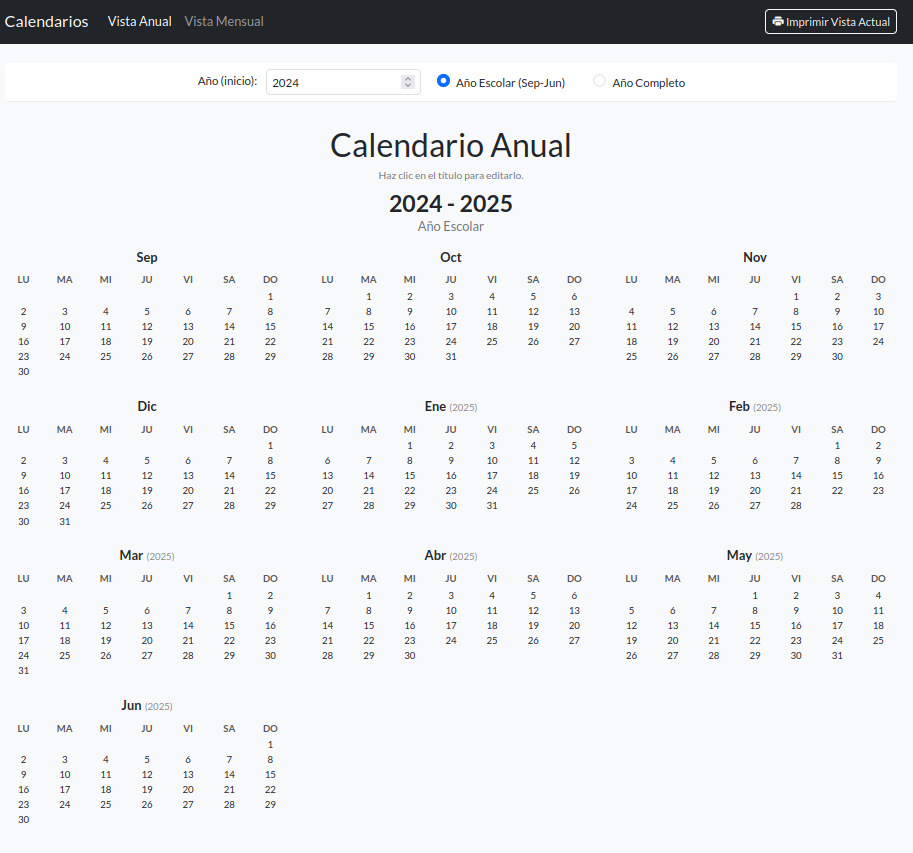 Calendarios Vista Anual Vista Mensual Imprimir Vista Actual
Año (inicio): 2024 Año Escolar (Sep-Jun) Año Completo
Calendario Anual
Haz clic en el título para editarlo.
2024 - 2025
Año Escolar
Sep
LU MA MI JU VI SA DO
1
2 3 4 5 6 7 8
9 10 11 12 13 14 15
16 17 18 19 20 21 22
23 24 25 26 27 28 29
30
Oct
LU MA MI JU VI SA DO
1 2 3 4 5 6
7 8 9 10 11 12 13
14 15 16 17 18 19 20
21 22 23 24 25 26 27
28 29 30 31
Nov
LU MA MI JU VI SA DO
1 2 3
4 5 6 7 8 9 10
11 12 13 14 15 16 17
18 19 20 21 22 23 24
25 26 27 28 29 30
Dic
LU MA MI JU VI SA DO
1
2 3 4 5 6 7 8
9 10 11 12 13 14 15
16 17 18 19 20 21 22
23 24 25 26 27 28 29
30 31
Ene (2025)
LU MA MI JU VI SA DO
1 2 3 4 5
6 7 8 9 10 11 12
13 14 15 16 17 18 19
20 21 22 23 24 25 26
27 28 29 30 31
Feb (2025)
LU MA MI JU VI SA DO
1 2
3 4 5 6 7 8 9
10 11 12 13 14 15 16
17 18 19 20 21 22 23
24 25 26 27 28
Mar (2025)
LU MA MI JU VI SA DO
1 2
3 4 5 6 7 8 9
10 11 12 13 14 15 16
17 18 19 20 21 22 23
24 25 26 27 28 29 30
31
Abr (2025)
LU MA MI JU VI SA DO
1 2 3 4 5 6
7 8 9 10 11 12 13
14 15 16 17 18 19 20
21 22 23 24 25 26 27
28 29 30
May (2025)
LU MA MI JU VI SA DO
1 2 3 4
5 6 7 8 9 10 11
12 13 14 15 16 17 18
19 20 21 22 23 24 25
26 27 28 29 30 31
Jun (2025)
LU MA MI JU VI SA DO
1
2 3 4 5 6 7 8
9 10 11 12 13 14 15
16 17 18 19 20 21 22
23 24 25 26 27 28 29
30